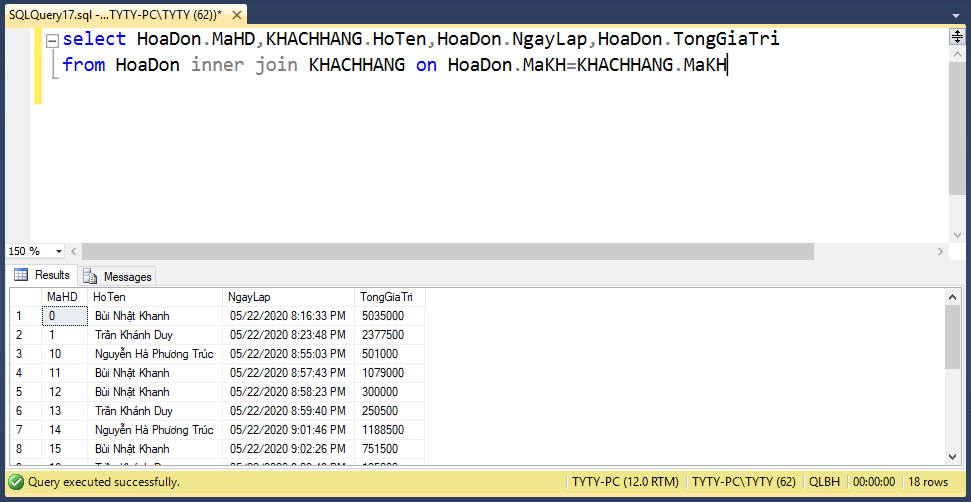 SQLQuery17.sql -...TYTY-PC\TYTY (62))*
select HoaDon.MaHD,KHACHHANG.HoTen,HoaDon.NgayLap,HoaDon.TongGiaTri
from HoaDon inner join KHACHHANG on HoaDon.MaKH=KHACHHANG.MaKH
150 %
Results Messages
MaHD HoTen NgayLap TongGiaTri
1 0 Bùi Nhật Khanh 05/22/2020 8:16:33 PM 5035000
2 1 Trần Khánh Duy 05/22/2020 8:23:48 PM 2377500
3 10 Nguyễn Hà Phương Trúc 05/22/2020 8:55:03 PM 501000
4 11 Bùi Nhật Khanh 05/22/2020 8:57:43 PM 1079000
5 12 Bùi Nhật Khanh 05/22/2020 8:58:23 PM 300000
6 13 Trần Khánh Duy 05/22/2020 8:59:40 PM 250500
7 14 Nguyễn Hà Phương Trúc 05/22/2020 9:01:46 PM 1188500
8 15 Bùi Nhật Khanh 05/22/2020 9:02:26 PM 751500
Query executed successfully. TYTY-PC (12.0 RTM) TYTY-PC\TYTY (62) QLBH 00:00:00 18 rows